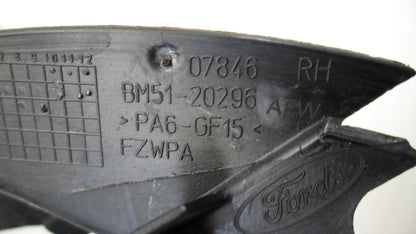 7 8 9 10 11 12
07846 RH
BM51-20296 AFW
>PA6-GF15<
FZWPA
Ford